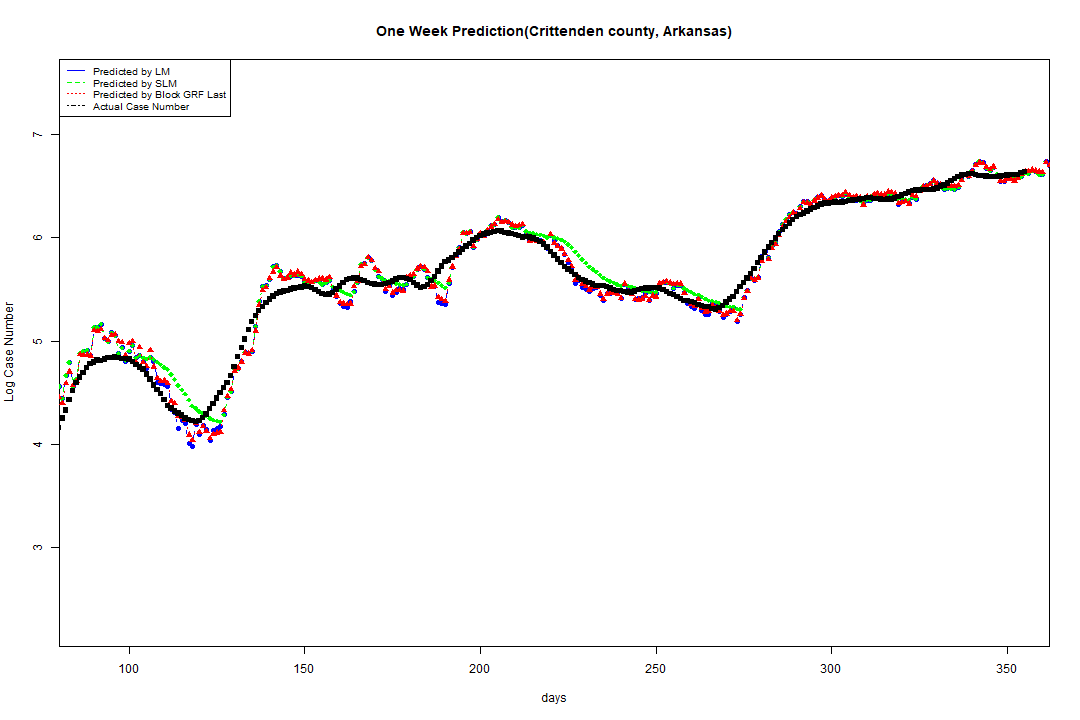 One Week Prediction(Crittenden county, Arkansas)
Predicted by LM
Predicted by SLM
Predicted by Block GRF Last
Actual Case Number
Log Case Number
7
6
5
4
3
100 150 200 250 300 350
days